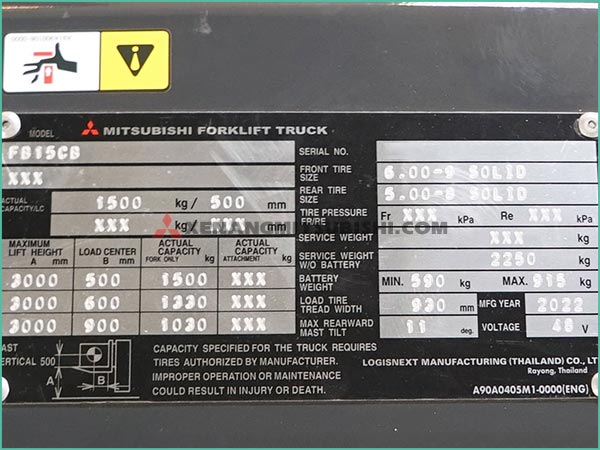 MODEL MITSUBISHI FORKLIFT TRUCK
FB15CB
SERIAL NO.
XXX
FRONT TIRE SIZE 6.00-9 SOLID
REAR TIRE SIZE 5.00-8 SOLID
ACTUAL CAPACITY/LC 1500 kg / 500 mm
XXX kg / XXX mm
TIRE PRESSURE FR/RE Fr XXX kPa Re XXX kPa
XENANGMITSUBISHI.COM
SERVICE WEIGHT XXX kg
SERVICE WEIGHT W/O BATTERY 2250 kg
BATTERY WEIGHT MIN. 590 kg MAX. 915 kg
LOAD TIRE TREAD WIDTH 930 mm MFG YEAR 2022
MAX REARWARD MAST TILT 11 deg. VOLTAGE 48 V
MAXIMUM LIFT HEIGHT A mm
LOAD CENTER B mm
ACTUAL CAPACITY FORK ONLY kg
ACTUAL CAPACITY ATTACHMENT kg
3000 500 1500 XXX
3000 600 1330 XXX
3000 900 1030 XXX
AST
VERTICAL 500
A
B
CAPACITY SPECIFIED FOR THE TRUCK REQUIRES
TIRES AUTHORIZED BY MANUFACTURER.
IMPROPER OPERATION OR MAINTENANCE
COULD RESULT IN INJURY OR DEATH.
LOGISNEXT MANUFACTURING (THAILAND) CO., LT
Rayong, Thailand
A90A0405M1-0000(ENG)